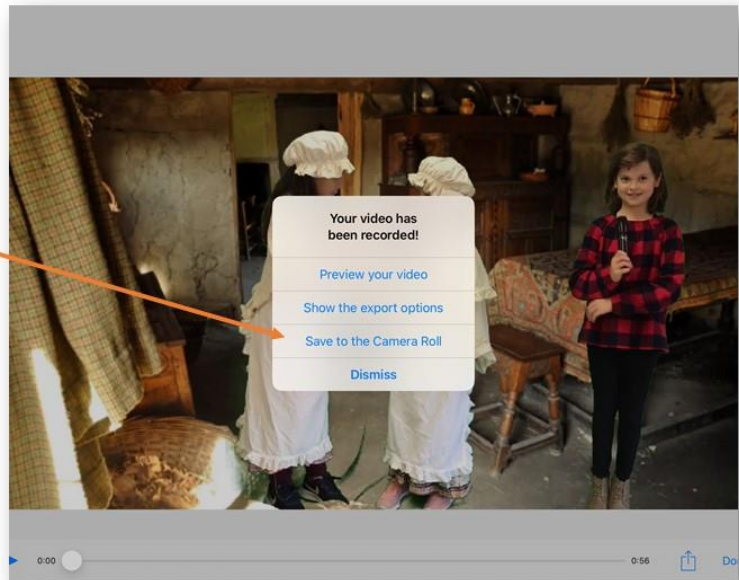 Your video has
been recorded!
Preview your video
Show the export options
Save to the Camera Roll
Dismiss
0:00
0:56
Do